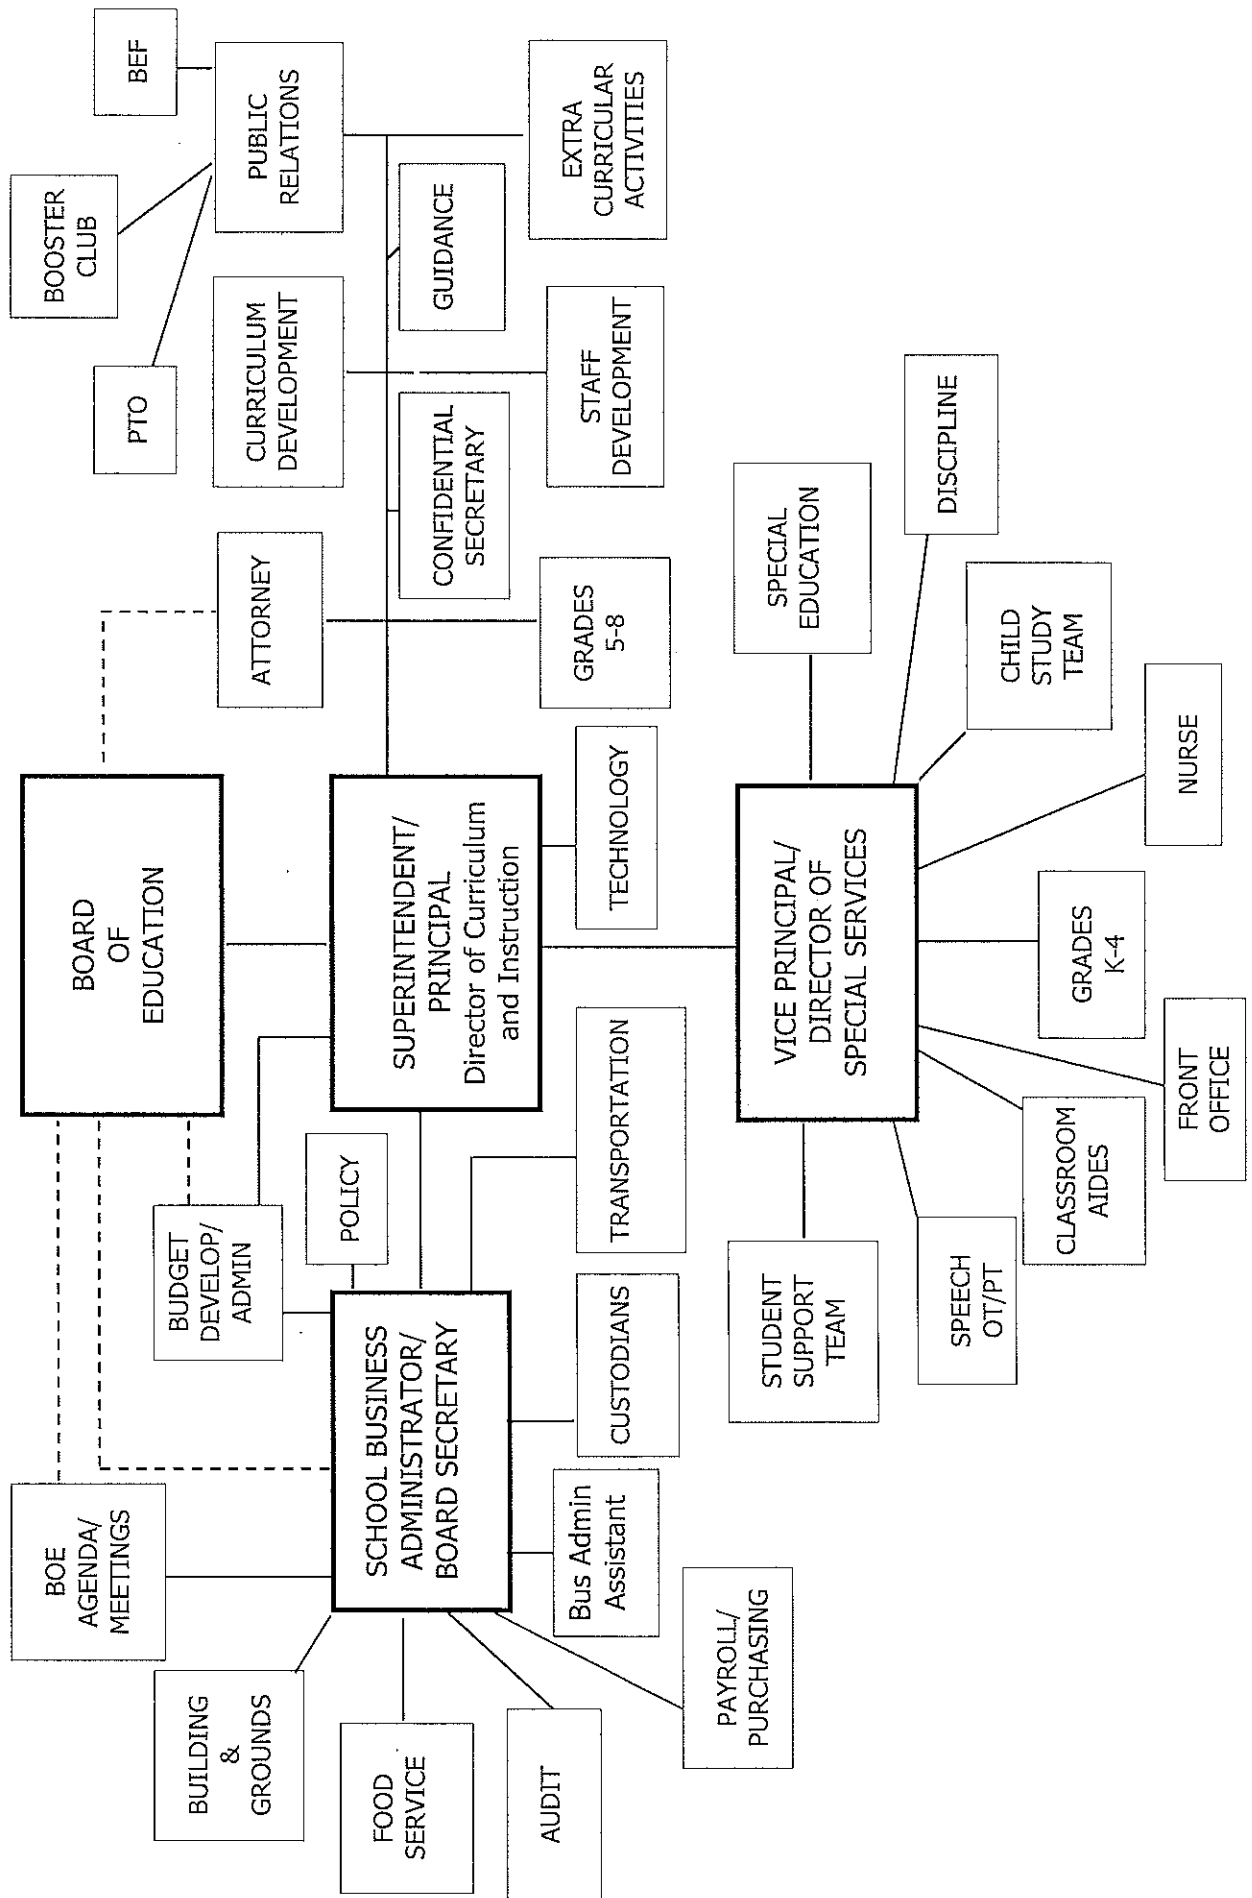 BOE
AGENDA/
MEETINGS
BOARD
OF
EDUCATION
PTO
BOOSTER
CLUB
BEF
BUILDING
&
GROUNDS
BUDGET
DEVELOP/
ADMIN
ATTORNEY
CURRICULUM
DEVELOPMENT
PUBLIC
RELATIONS
FOOD
SERVICE
SCHOOL BUSINESS
ADMINISTRATOR/
BOARD SECRETARY
POLICY
SUPERINTENDENT/
PRINCIPAL
Director of Curriculum
and Instruction
CONFIDENTIAL
SECRETARY
GUIDANCE
AUDIT
Bus Admin
Assistant
CUSTODIANS
TRANSPORTATION
TECHNOLOGY
GRADES
5-8
STAFF
DEVELOPMENT
EXTRA
CURRICULAR
ACTIVITIES
PAYROLL/
PURCHASING
STUDENT
SUPPORT
TEAM
VICE PRINCIPAL/
DIRECTOR OF
SPECIAL SERVICES
SPECIAL
EDUCATION
SPEECH
OT/PT
CLASSROOM
AIDES
FRONT
OFFICE
GRADES
K-4
NURSE
CHILD
STUDY
TEAM
DISCIPLINE